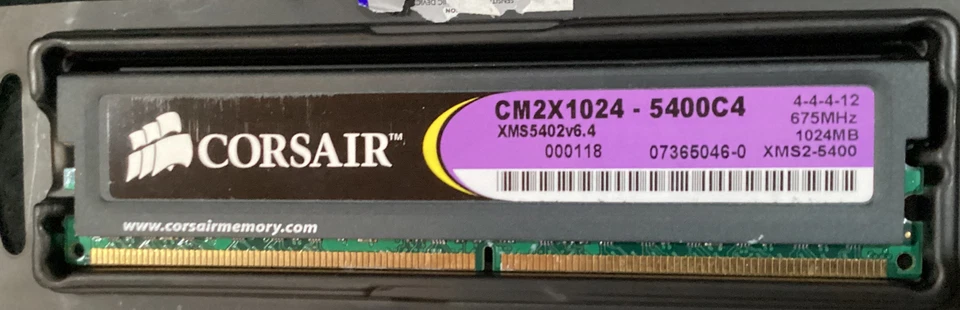 CORSAIR™
www.corsairmemory.com
CM2X1024 - 5400C4
XMS5402v6.4
000118 07365046-0
4-4-4-12
675MHz
1024MB
XMS2-5400